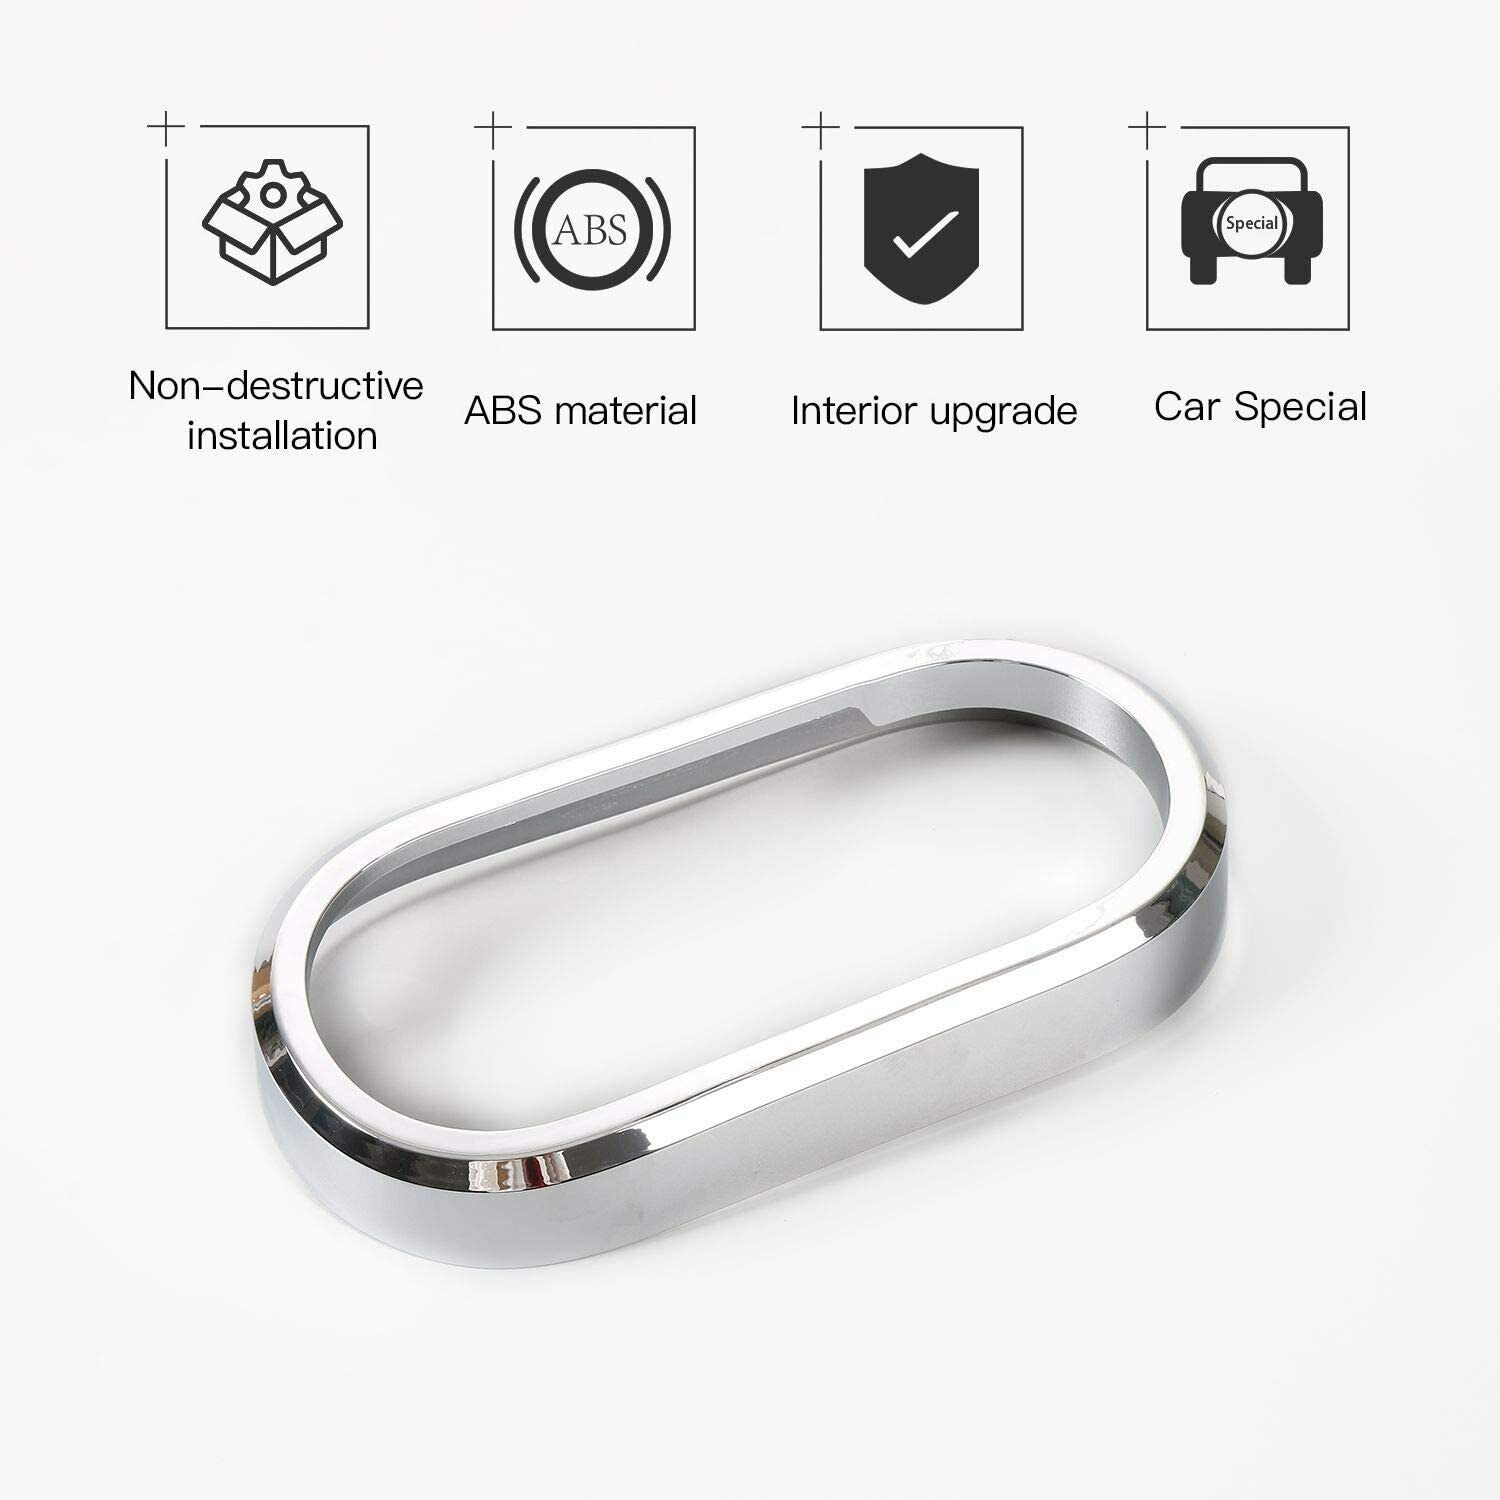 ABS
Special
Non-destructive
installation
ABS material
Interior upgrade
Car Special